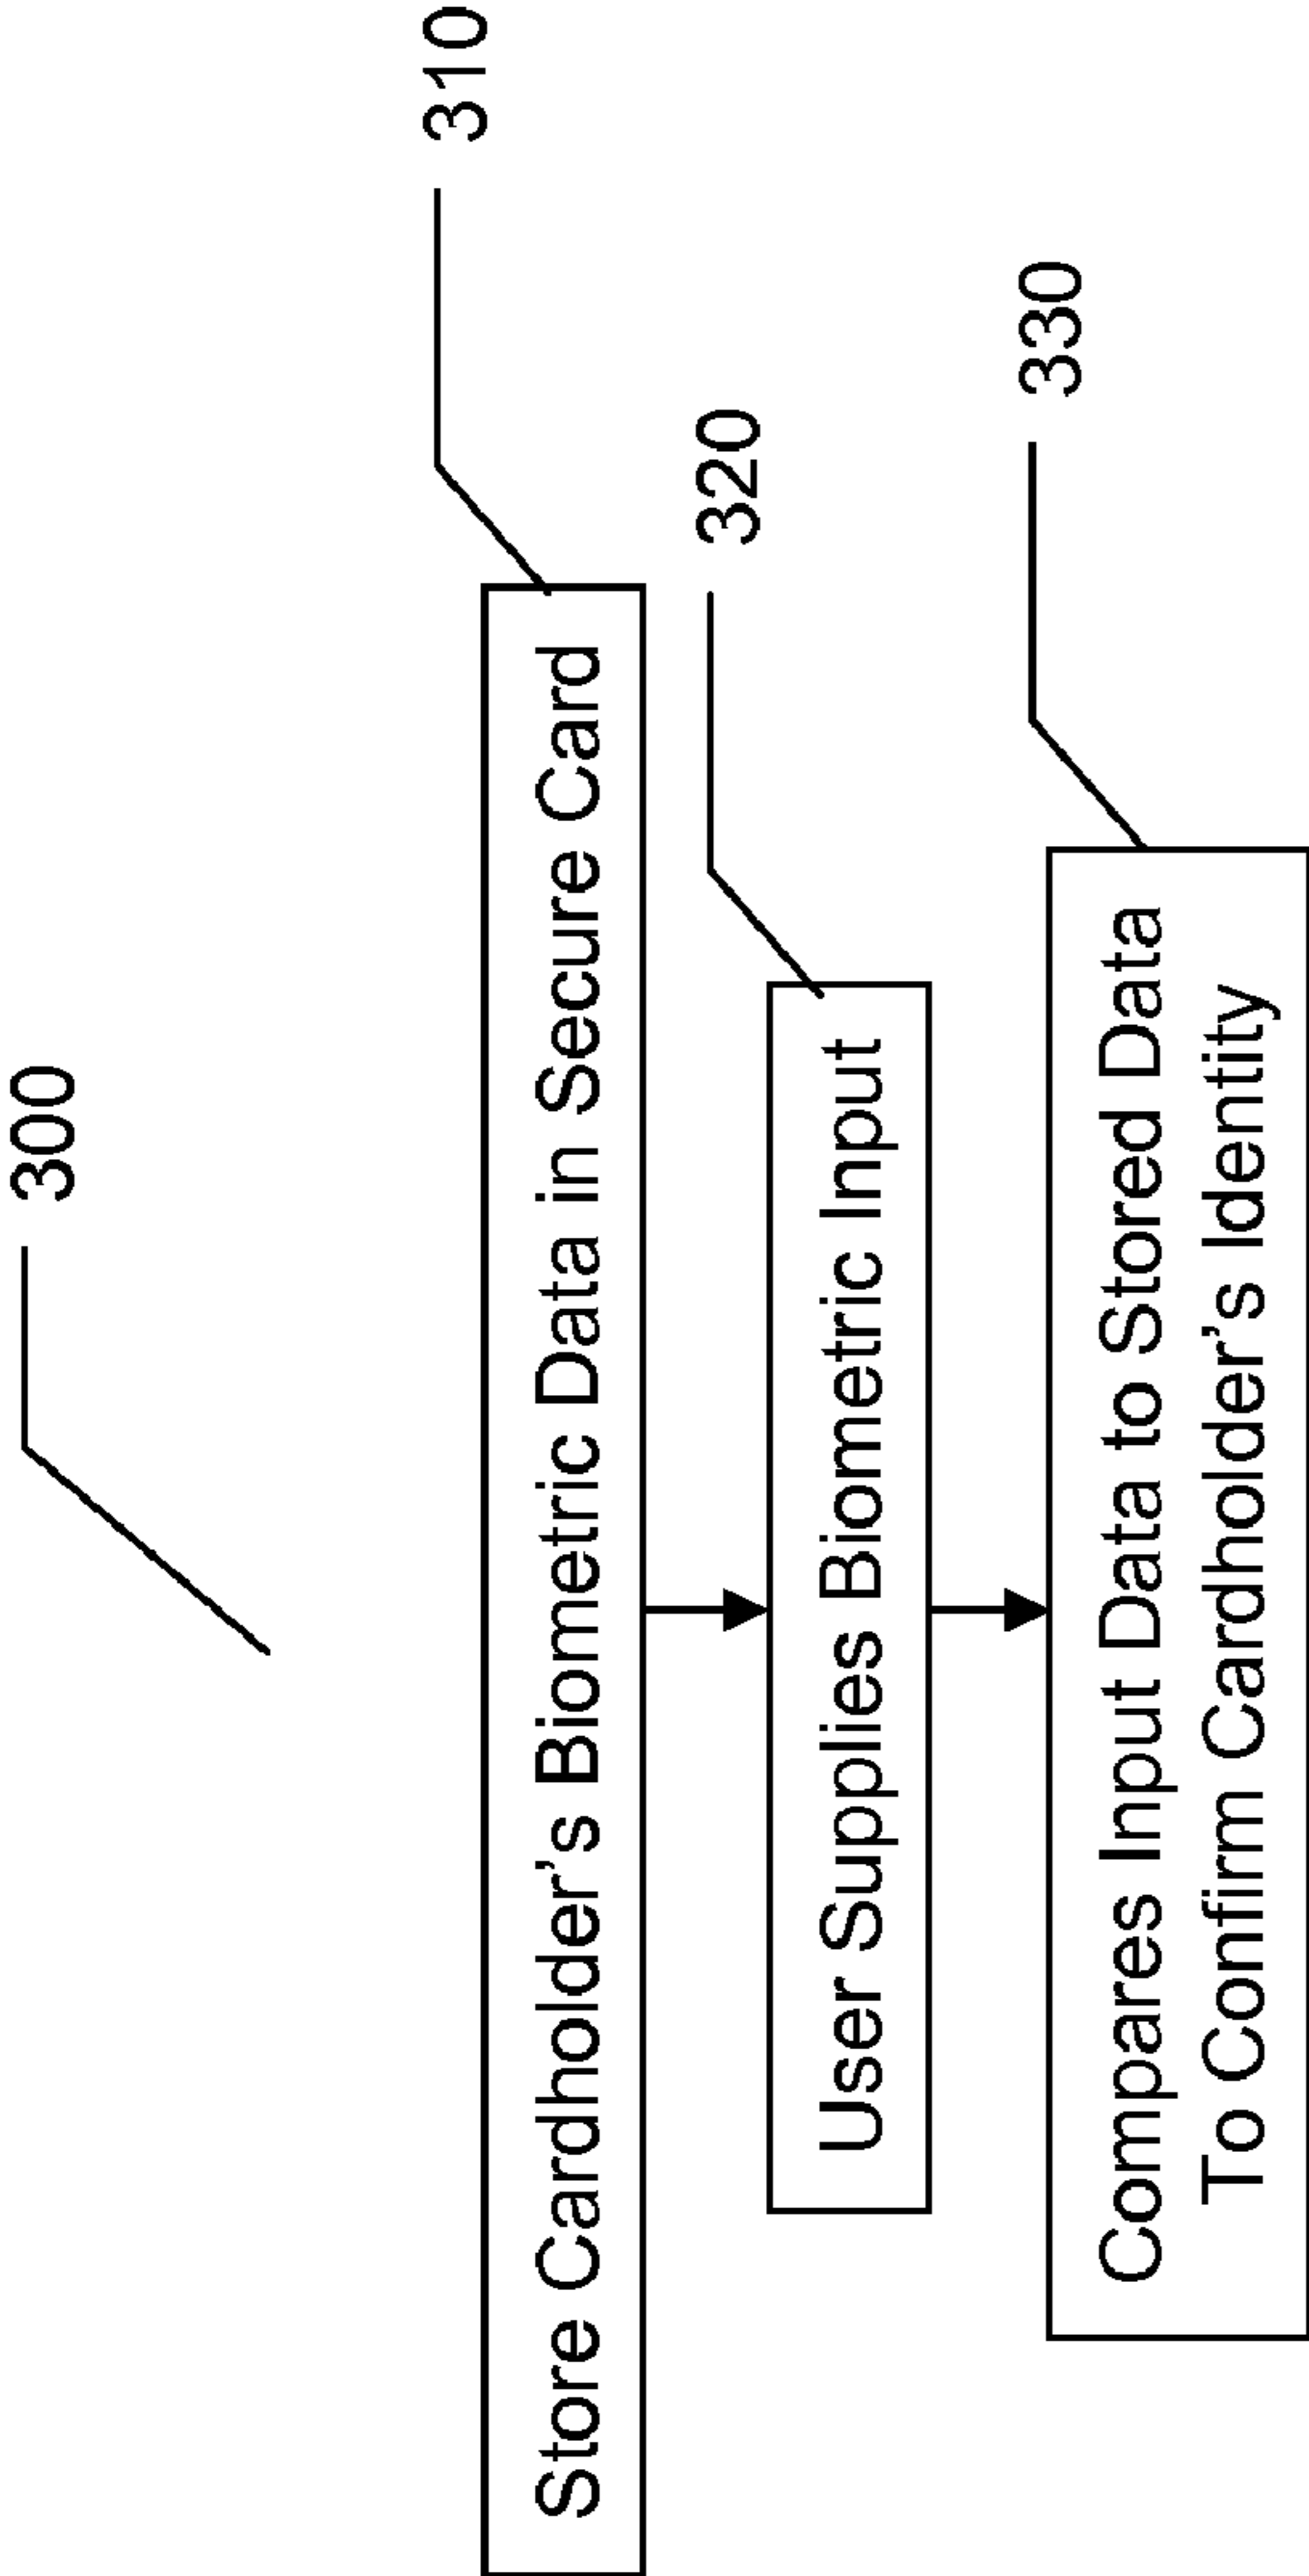 300
310
Store Cardholder's Biometric Data in Secure Card
320
User Supplies Biometric Input
330
Compares Input Data to Stored Data
To Confirm Cardholder's Identity